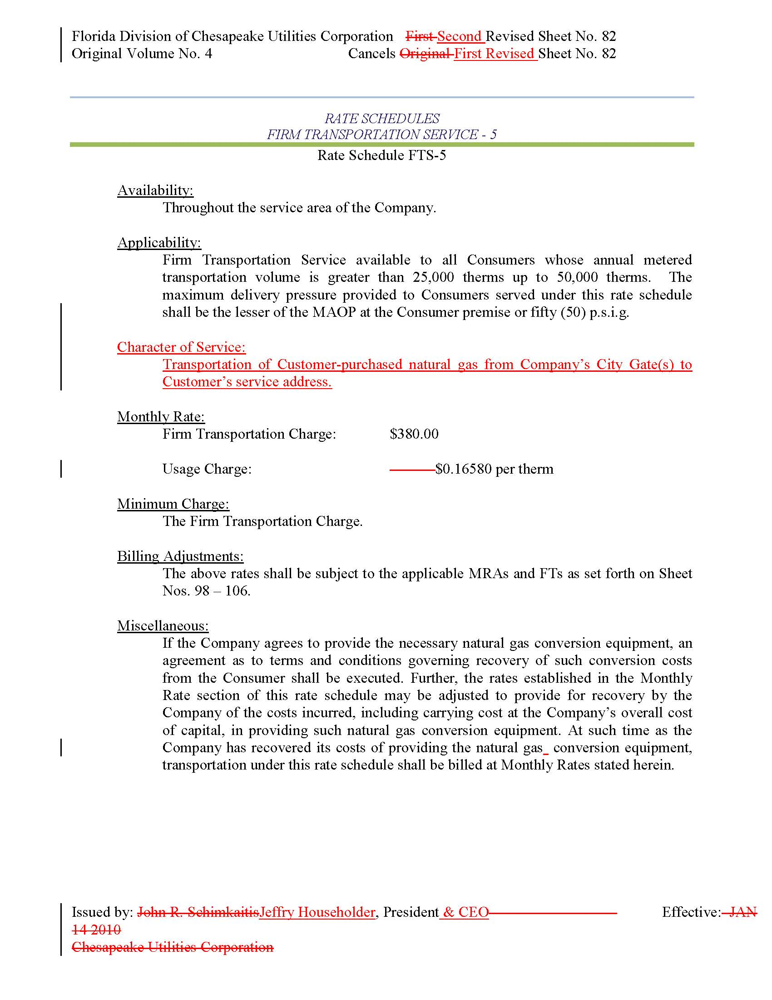 Florida Division of Chesapeake Utilities Corporation First Second Revised Sheet No. 82
Original Volume No. 4 Cancels Original First Revised Sheet No. 82
RATE SCHEDULES
FIRM TRANSPORTATION SERVICE - 5
Rate Schedule FTS-5
Availability:
Throughout the service area of the Company.
Applicability:
Firm Transportation Service available to all Consumers whose annual metered
transportation volume is greater than 25,000 therms up to 50,000 therms. The
maximum delivery pressure provided to Consumers served under this rate schedule
shall be the lesser of the MAOP at the Consumer premise or fifty (50) p.s.i.g.
Character of Service:
Transportation of Customer-purchased natural gas from Company’s City Gate(s) to
Customer’s service address.
Monthly Rate:
Firm Transportation Charge: $380.00
Usage Charge: $0.16580 per therm
Minimum Charge:
The Firm Transportation Charge.
Billing Adjustments:
The above rates shall be subject to the applicable MRAs and FTs as set forth on Sheet
Nos. 98 – 106.
Miscellaneous:
If the Company agrees to provide the necessary natural gas conversion equipment, an
agreement as to terms and conditions governing recovery of such conversion costs
from the Consumer shall be executed. Further, the rates established in the Monthly
Rate section of this rate schedule may be adjusted to provide for recovery by the
Company of the costs incurred, including carrying cost at the Company’s overall cost
of capital, in providing such natural gas conversion equipment. At such time as the
Company has recovered its costs of providing the natural gas conversion equipment,
transportation under this rate schedule shall be billed at Monthly Rates stated herein.
Issued by: John R. SchimkaitisJeffry Householder, President & CEO Effective: JAN
14 2010
Chesapeake Utilities Corporation